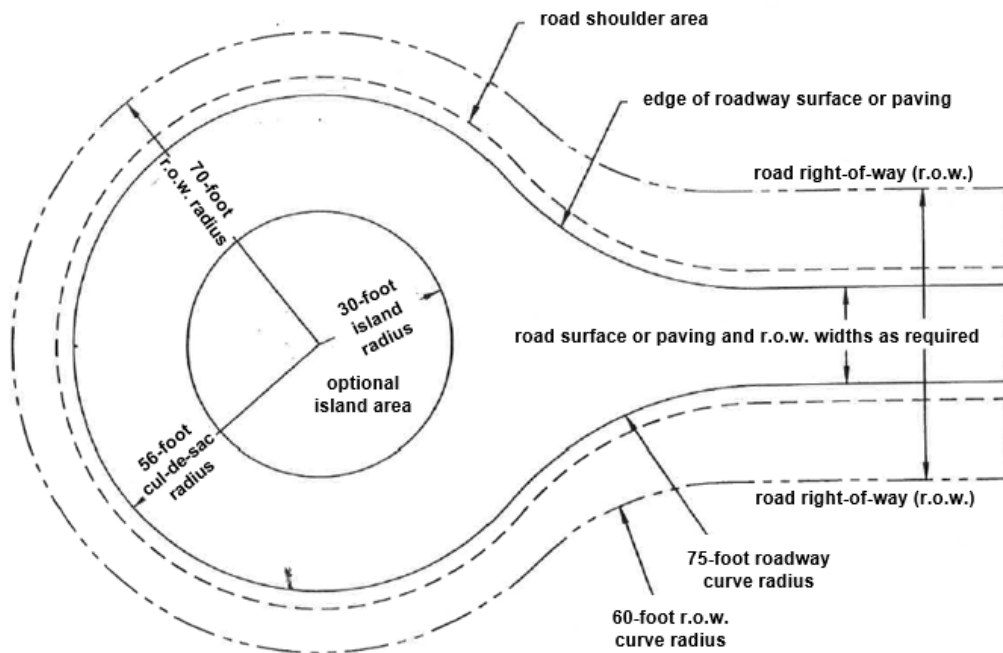 road shoulder area
edge of roadway surface or paving
road right-of-way (r.o.w.)
70-foot
r.o.w. radius
30-foot
island
radius
road surface or paving and r.o.w. widths as required
optional
island area
56-foot
cul-de-sac
radius
road right-of-way (r.o.w.)
75-foot roadway
curve radius
60-foot r.o.w.
curve radius